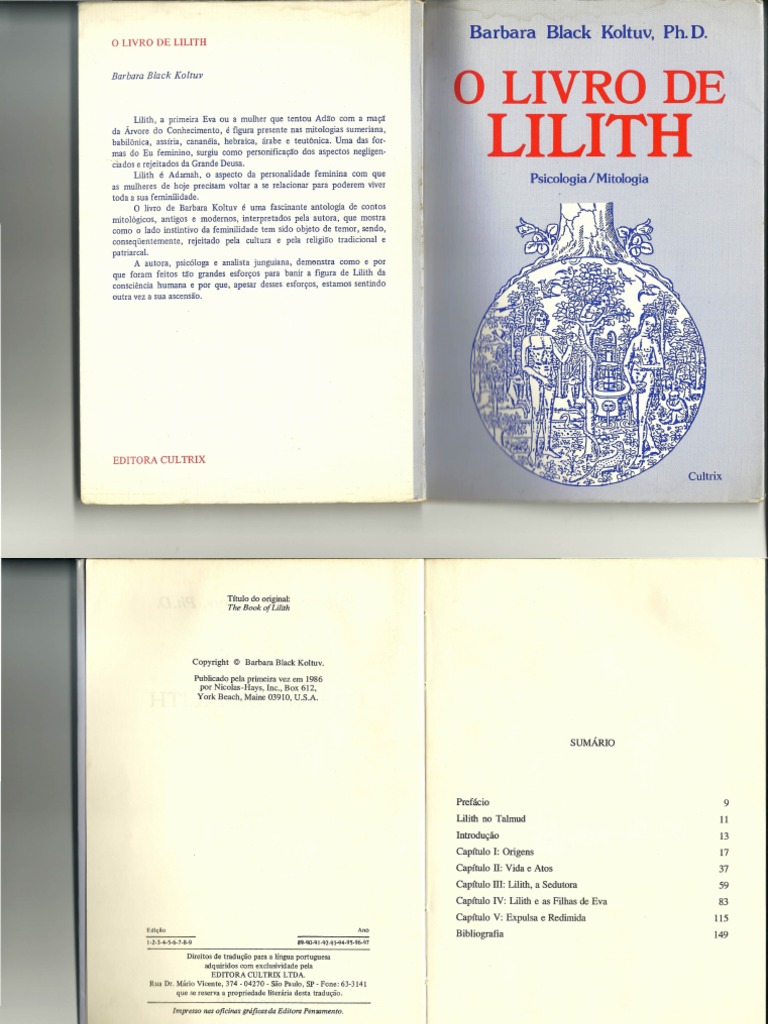 O LIVRO DE LILITH
Barbara Black Koltuv
Lilith, a primeira Eva ou a mulher que tentou Adão com a maçã
da Árvore do Conhecimento, é figura presente nas mitologias sumeriana,
babilônica, assíria, cananéia, hebraica, árabe e teutônica. Uma das for-
mas do Eu feminino, surgiu como personificação dos aspectos negligen-
ciados e rejeitados da Grande Deusa.
Lilith é Adamah, o aspecto da personalidade feminina com que
as mulheres de hoje precisam voltar a se relacionar para poderem viver
toda a sua feminilidade.
O livro de Barbara Koltuv é uma fascinante antologia de contos
mitológicos, antigos e modernos, interpretados pela autora, que mostra
como o lado instintivo da feminilidade tem sido objeto de temor, sendo,
conseqüentemente, rejeitado pela cultura e pela religião tradicional e
patriarcal.
A autora, psicóloga e analista junguiana, demonstra como e por
que foram feitos tão grandes esforços para banir a figura de Lilith da
consciência humana e por que, apesar desses esforços, estamos sentindo
outra vez a sua ascensão.
EDITORA CULTRIX
Barbara Black Koltuv, Ph.D.
O LIVRO DE
LILITH
Psicologia/Mitologia
Cultrix
Título do original:
The Book of Lilith
Copyright © Barbara Black Koltuv.
Publicado pela primeira vez em 1986
por Nicolas-Hays, Inc., Box 612,
York Beach, Maine 03910, U.S.A.
Edição Ano
1-2-3-4-5-6-7-8-9 89-90-91-92-93-94-95-96-97
Direitos de tradução para a língua portuguesa
adquiridos com exclusividade pela
EDITORA CULTRIX LTDA.
Rua Dr. Mário Vicente, 374 - 04270 - São Paulo, SP - Fone: 63-3141
que se reserva a propriedade literária desta tradução.
Impresso nas oficinas gráficas da Editora Pensamento.
SUMÁRIO
Prefácio 9
Lilith no Talmud 11
Introdução 13
Capítulo I: Origens 17
Capítulo II: Vida e Atos 37
Capítulo III: Lilith, a Sedutora 59
Capítulo IV: Lilith e as Filhas de Eva 83
Capítulo V: Expulsa e Redimida 115
Bibliografia 149